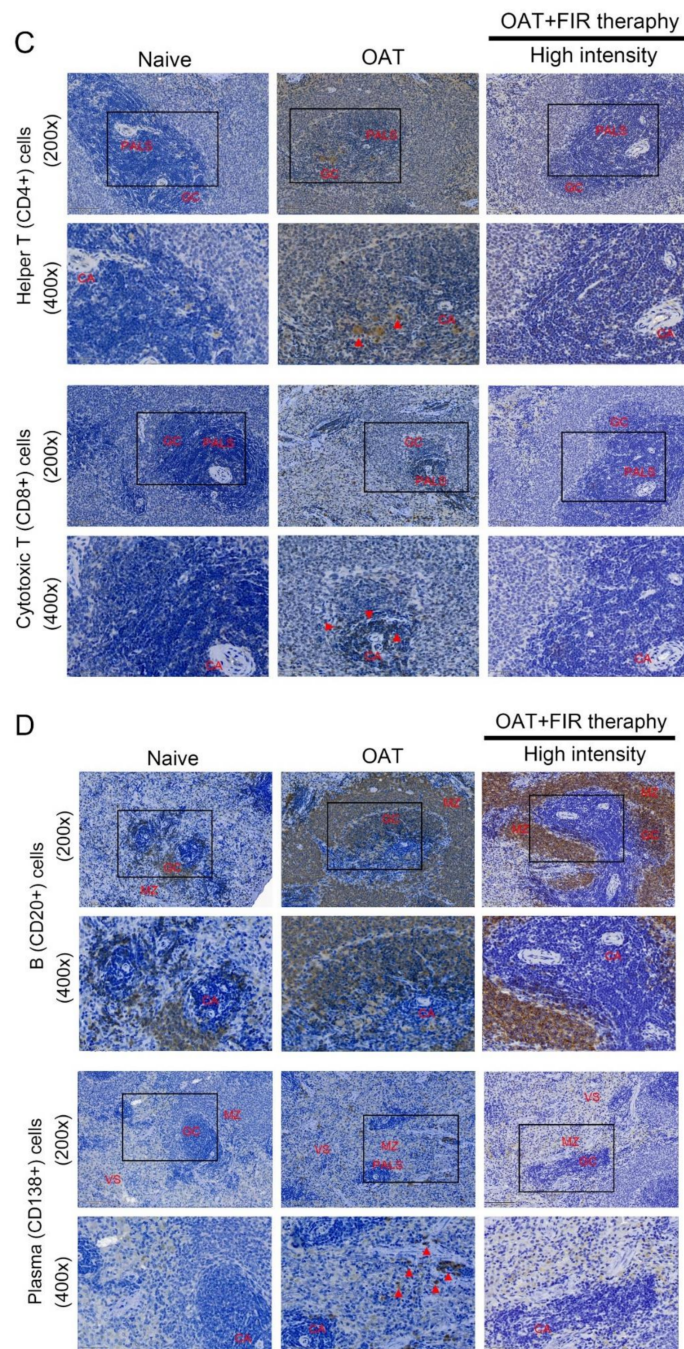 C
OAT+FIR theraphy
Naive
OAT
High intensity
Helper T (CD4+) cells
(200x)
PALS
GC
PALS
GC
PALS
GC
(400x)
CA
CA
CA
Cytotoxic T (CD8+) cells
(200x)
GC
PALS
GC
PALS
GC
PALS
(400x)
CA
CA
CA
D
OAT+FIR theraphy
Naive
OAT
High intensity
B (CD20+) cells
(200x)
GC
MZ
MZ
GC
MZ
MZ
GC
(400x)
CA
CA
CA
Plasma (CD138+) cells
(200x)
MZ
GC
VS
VS
MZ
PALS
VS
MZ
GC
(400x)
CA
CA
CA